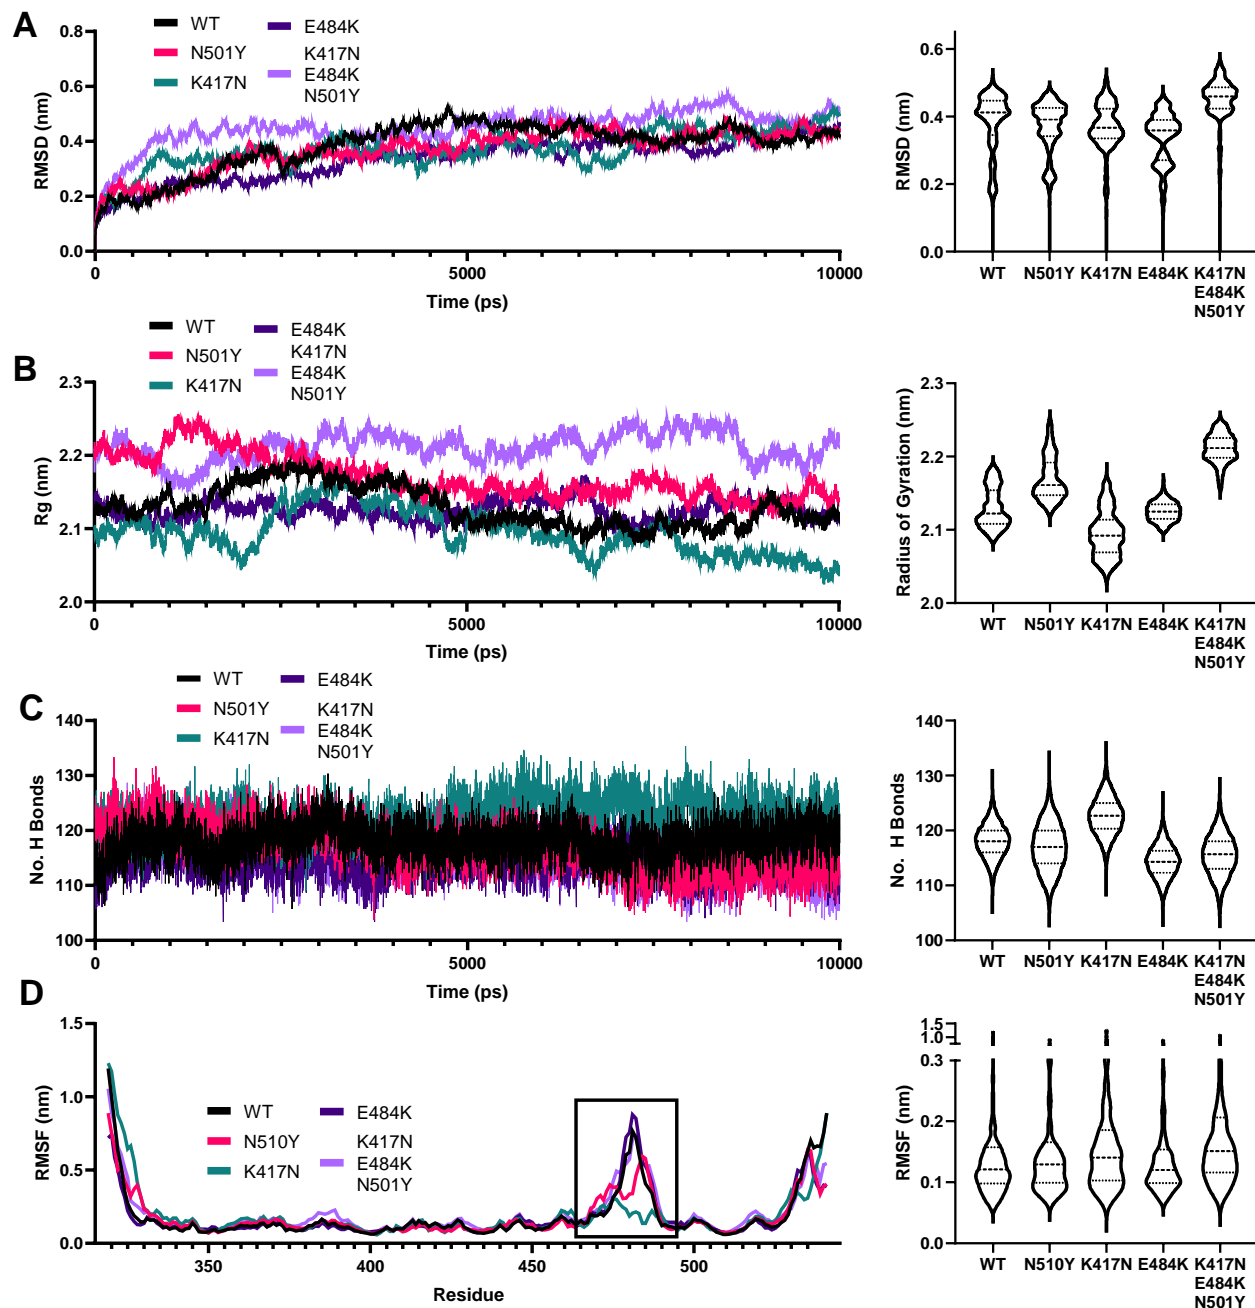 A
0.8
0.6
0.4
0.2
0.0
RMSD (nm)
WT
N501Y
K417N
E484K
K417N
E484K
N501Y
0
5000
10000
Time (ps)
0.6
0.4
0.2
0.0
RMSD (nm)
WT
N501Y
K417N
E484K
K417N
E484K
N501Y
B
2.3
2.2
2.1
2.0
Rg (nm)
WT
N501Y
K417N
E484K
K417N
E484K
N501Y
0
5000
10000
Time (ps)
2.3
2.2
2.1
2.0
Radius of Gyration (nm)
WT
N501Y
K417N
E484K
K417N
E484K
N501Y
C
140
130
120
110
100
No. H Bonds
WT
N501Y
K417N
E484K
K417N
E484K
N501Y
0
5000
10000
Time (ps)
140
130
120
110
100
No. H Bonds
WT
N501Y
K417N
E484K
K417N
E484K
N501Y
D
1.5
1.0
0.5
0.0
RMSF (nm)
WT
N510Y
K417N
E484K
K417N
E484K
N501Y
350
400
450
500
Residue
1.5
1.0
0.3
0.2
0.1
0.0
RMSF (nm)
WT
N510Y
K417N
E484K
K417N
E484K
N501Y